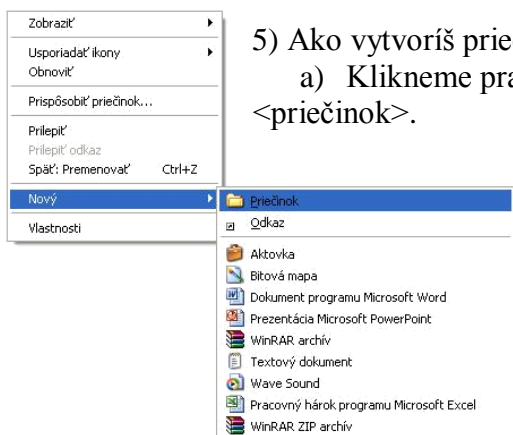 Zobraziť
Usporiadať ikony
Obnoviť
Prispôsobiť priečinok...
Prilepiť
Prilepiť odkaz
Späť: Premenovať Ctrl+Z
Nový
Vlastnosti
5) Ako vytvoríš
a) Klikneme
<priečinok>.
Priečinok
Odkaz
Aktovka
Bitová mapa
Dokument programu Microsoft Word
Prezentácia Microsoft PowerPoint
WinRAR archív
Textový dokument
Wave Sound
Pracovný hárok programu Microsoft Excel
WinRAR ZIP archív